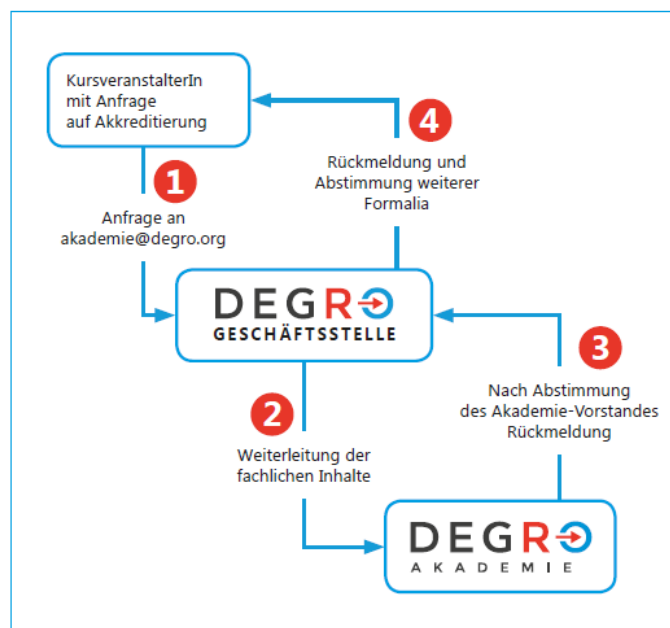 KursveranstalterIn
mit Anfrage
auf Akkreditierung
1
Anfrage an
akademie@degro.org
4
Rückmeldung und
Abstimmung weiterer
Formalia
DEGRO
GESCHÄFTSSTELLE
2
Weiterleitung der
fachlichen Inhalte
3
Nach Abstimmung
des Akademie-Vorstandes
Rückmeldung
DEGRO
AKADEMIE